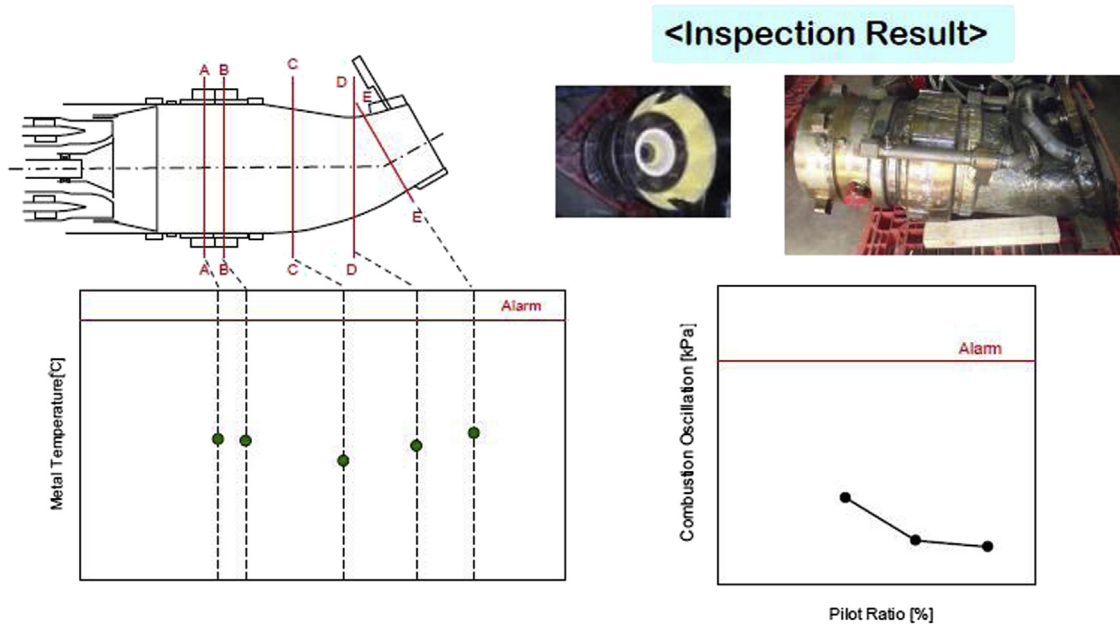 <Inspection Result>
A
B
C
D
E
A
B
C
D
E
Alarm
Metal Temperature[°C]
Alarm
Combustion Oscillation [kPa]
Pilot Ratio [%]